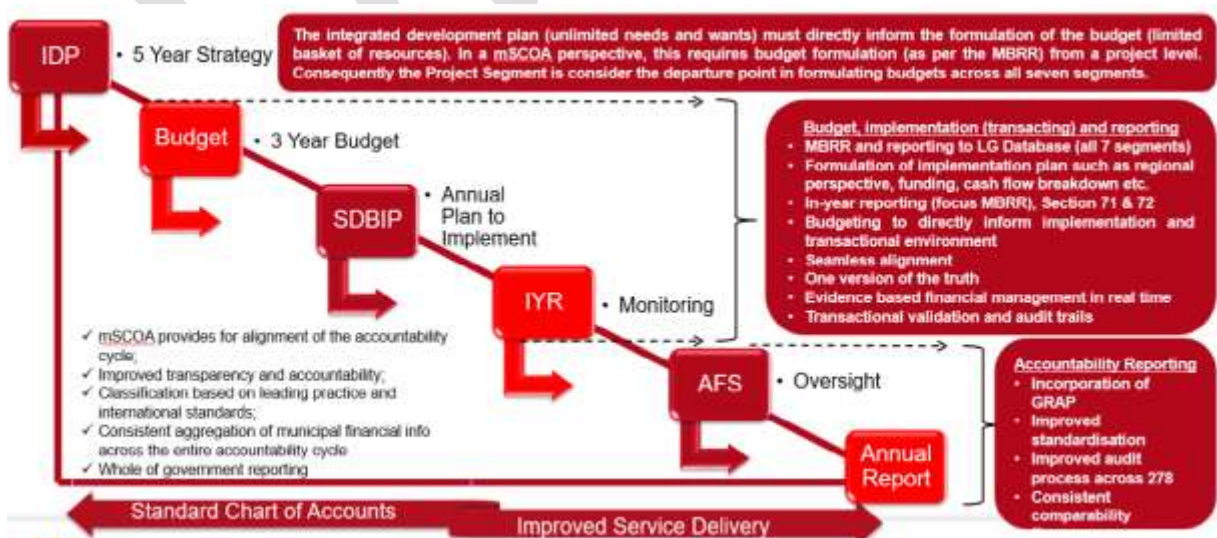 IDP
• 5 Year Strategy
The integrated development plan (unlimited needs and wants) must directly inform the formulation of the budget (limited
basket of resources). In a mSCOA perspective, this requires budget formulation (as per the MBRR) from a project level.
Consequently the Project Segment is consider the departure point in formulating budgets across all seven segments.
Budget
• 3 Year Budget
SDBIP
• Annual
Plan to
Implement
IYR
• Monitoring
AFS
• Oversight
Annual
Report
Budget, implementation (transacting) and reporting
• MBRR and reporting to LG Database (all 7 segments)
• Formulation of implementation plan such as regional
perspective, funding, cash flow breakdown etc.
• In-year reporting (focus MBRR), Section 71 & 72
• Budgeting to directly inform implementation and
transactional environment
• Seamless alignment
• One version of the truth
• Evidence based financial management in real time
• Transactional validation and audit trails
✓ mSCOA provides for alignment of the accountability
cycle;
✓ Improved transparency and accountability;
✓ Classification based on leading practice and
international standards;
✓ Consistent aggregation of municipal financial info
across the entire accountability cycle
✓ Whole of government reporting
Accountability Reporting
• Incorporation of
GRAP
• Improved
standardisation
• Improved audit
process across 278
• Consistent
comparability
Standard Chart of Accounts
Improved Service Delivery